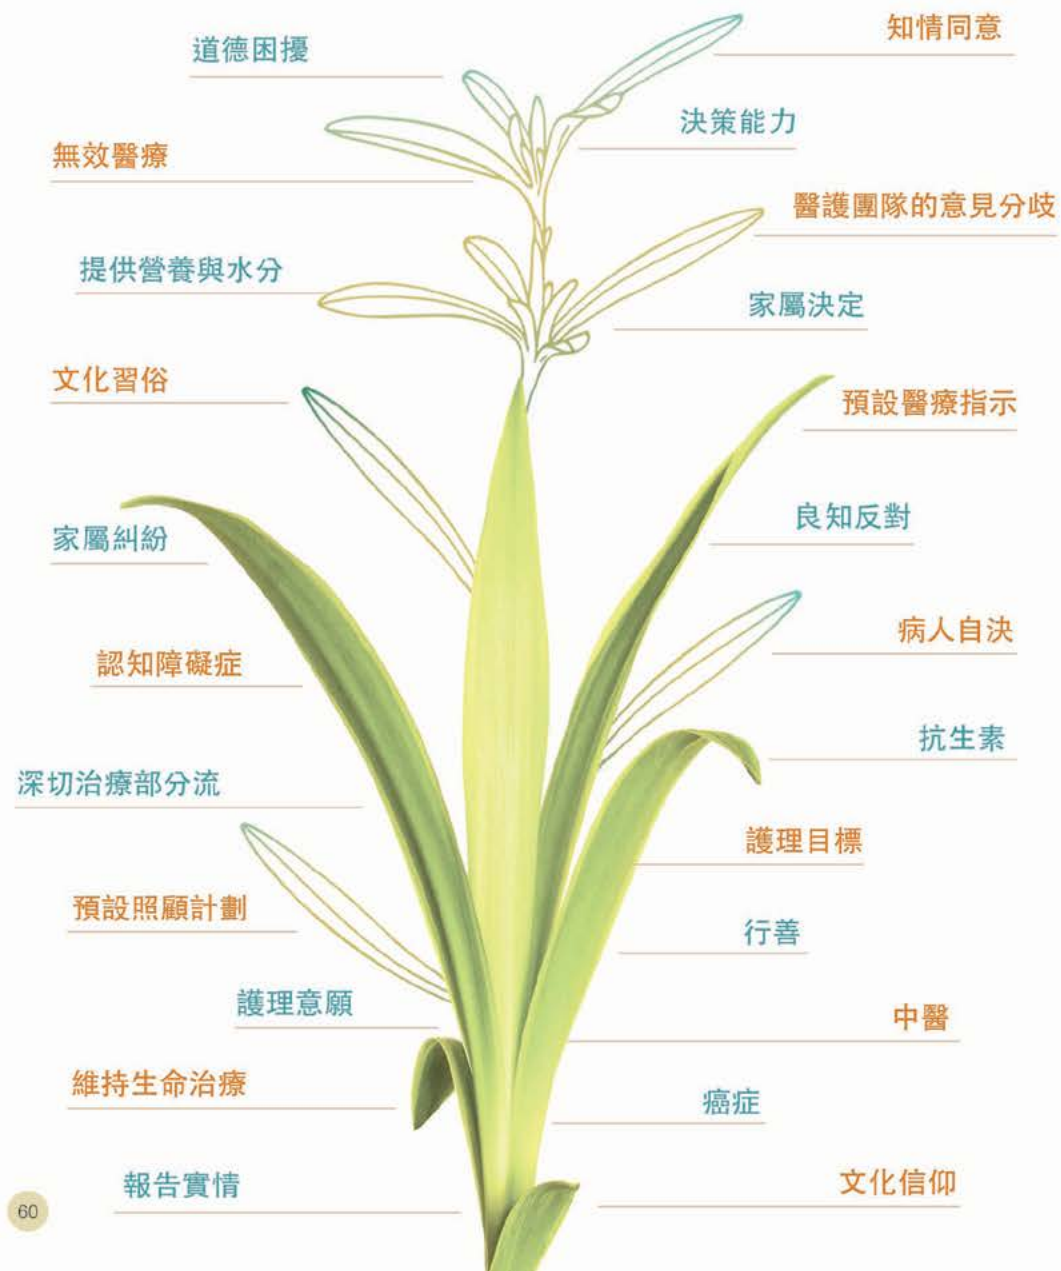 知情同意
道德困擾
決策能力
無效醫療
醫護團隊的意見分歧
提供營養與水分
家屬決定
文化習俗
預設醫療指示
良知反對
家屬糾紛
病人自決
認知障礙症
抗生素
深切治療部分流
護理目標
預設照顧計劃
行善
護理意願
中醫
維持生命治療
癌症
報告實情
文化信仰
60